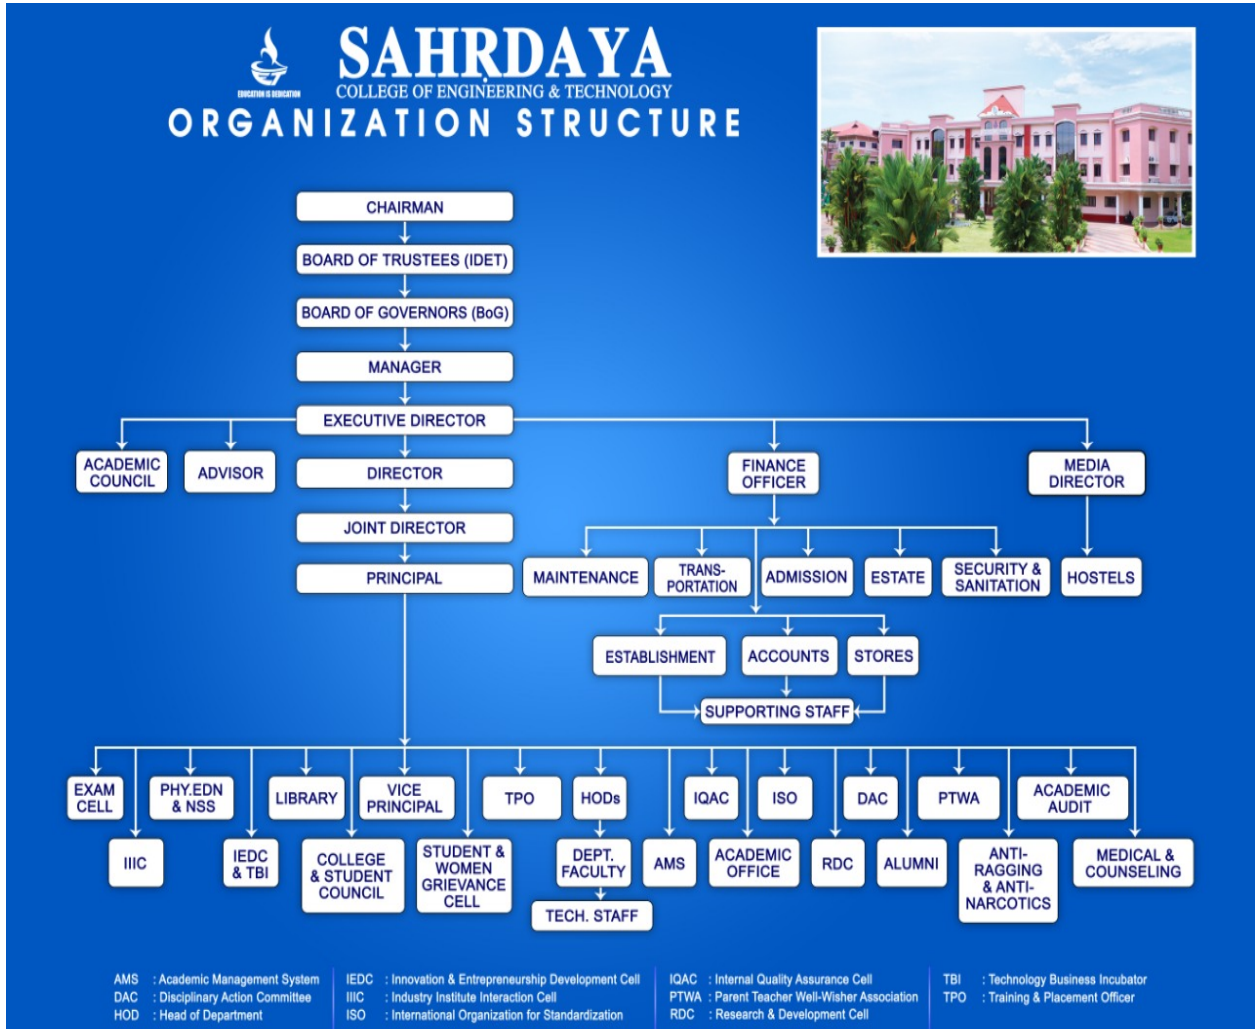 EDUCATION IS DEDICATION
SAHṚDAYA
COLLEGE OF ENGINEERING & TECHNOLOGY
ORGANIZATION STRUCTURE
CHAIRMAN
BOARD OF TRUSTEES (IDET)
BOARD OF GOVERNORS (BoG)
MANAGER
EXECUTIVE DIRECTOR
ACADEMIC
COUNCIL
ADVISOR
DIRECTOR
FINANCE
OFFICER
MEDIA
DIRECTOR
JOINT DIRECTOR
PRINCIPAL
MAINTENANCE
TRANS-
PORTATION
ADMISSION
ESTATE
SECURITY &
SANITATION
HOSTELS
ESTABLISHMENT
ACCOUNTS
STORES
SUPPORTING STAFF
EXAM
CELL
PHY.EDN
& NSS
LIBRARY
VICE
PRINCIPAL
TPO
HODs
IQAC
ISO
DAC
PTWA
ACADEMIC
AUDIT
IIIC
IEDC
& TBI
COLLEGE
& STUDENT
COUNCIL
STUDENT &
WOMEN
GRIEVANCE
CELL
DEPT.
FACULTY
AMS
ACADEMIC
OFFICE
RDC
ALUMNI
ANTI-
RAGGING
& ANTI-
NARCOTICS
MEDICAL &
COUNSELING
TECH. STAFF
AMS : Academic Management System
DAC : Disciplinary Action Committee
HOD : Head of Department
IEDC : Innovation & Entrepreneurship Development Cell
IIIC : Industry Institute Interaction Cell
ISO : International Organization for Standardization
IQAC : Internal Quality Assurance Cell
PTWA : Parent Teacher Well-Wisher Association
RDC : Research & Development Cell
TBI : Technology Business Incubator
TPO : Training & Placement Officer